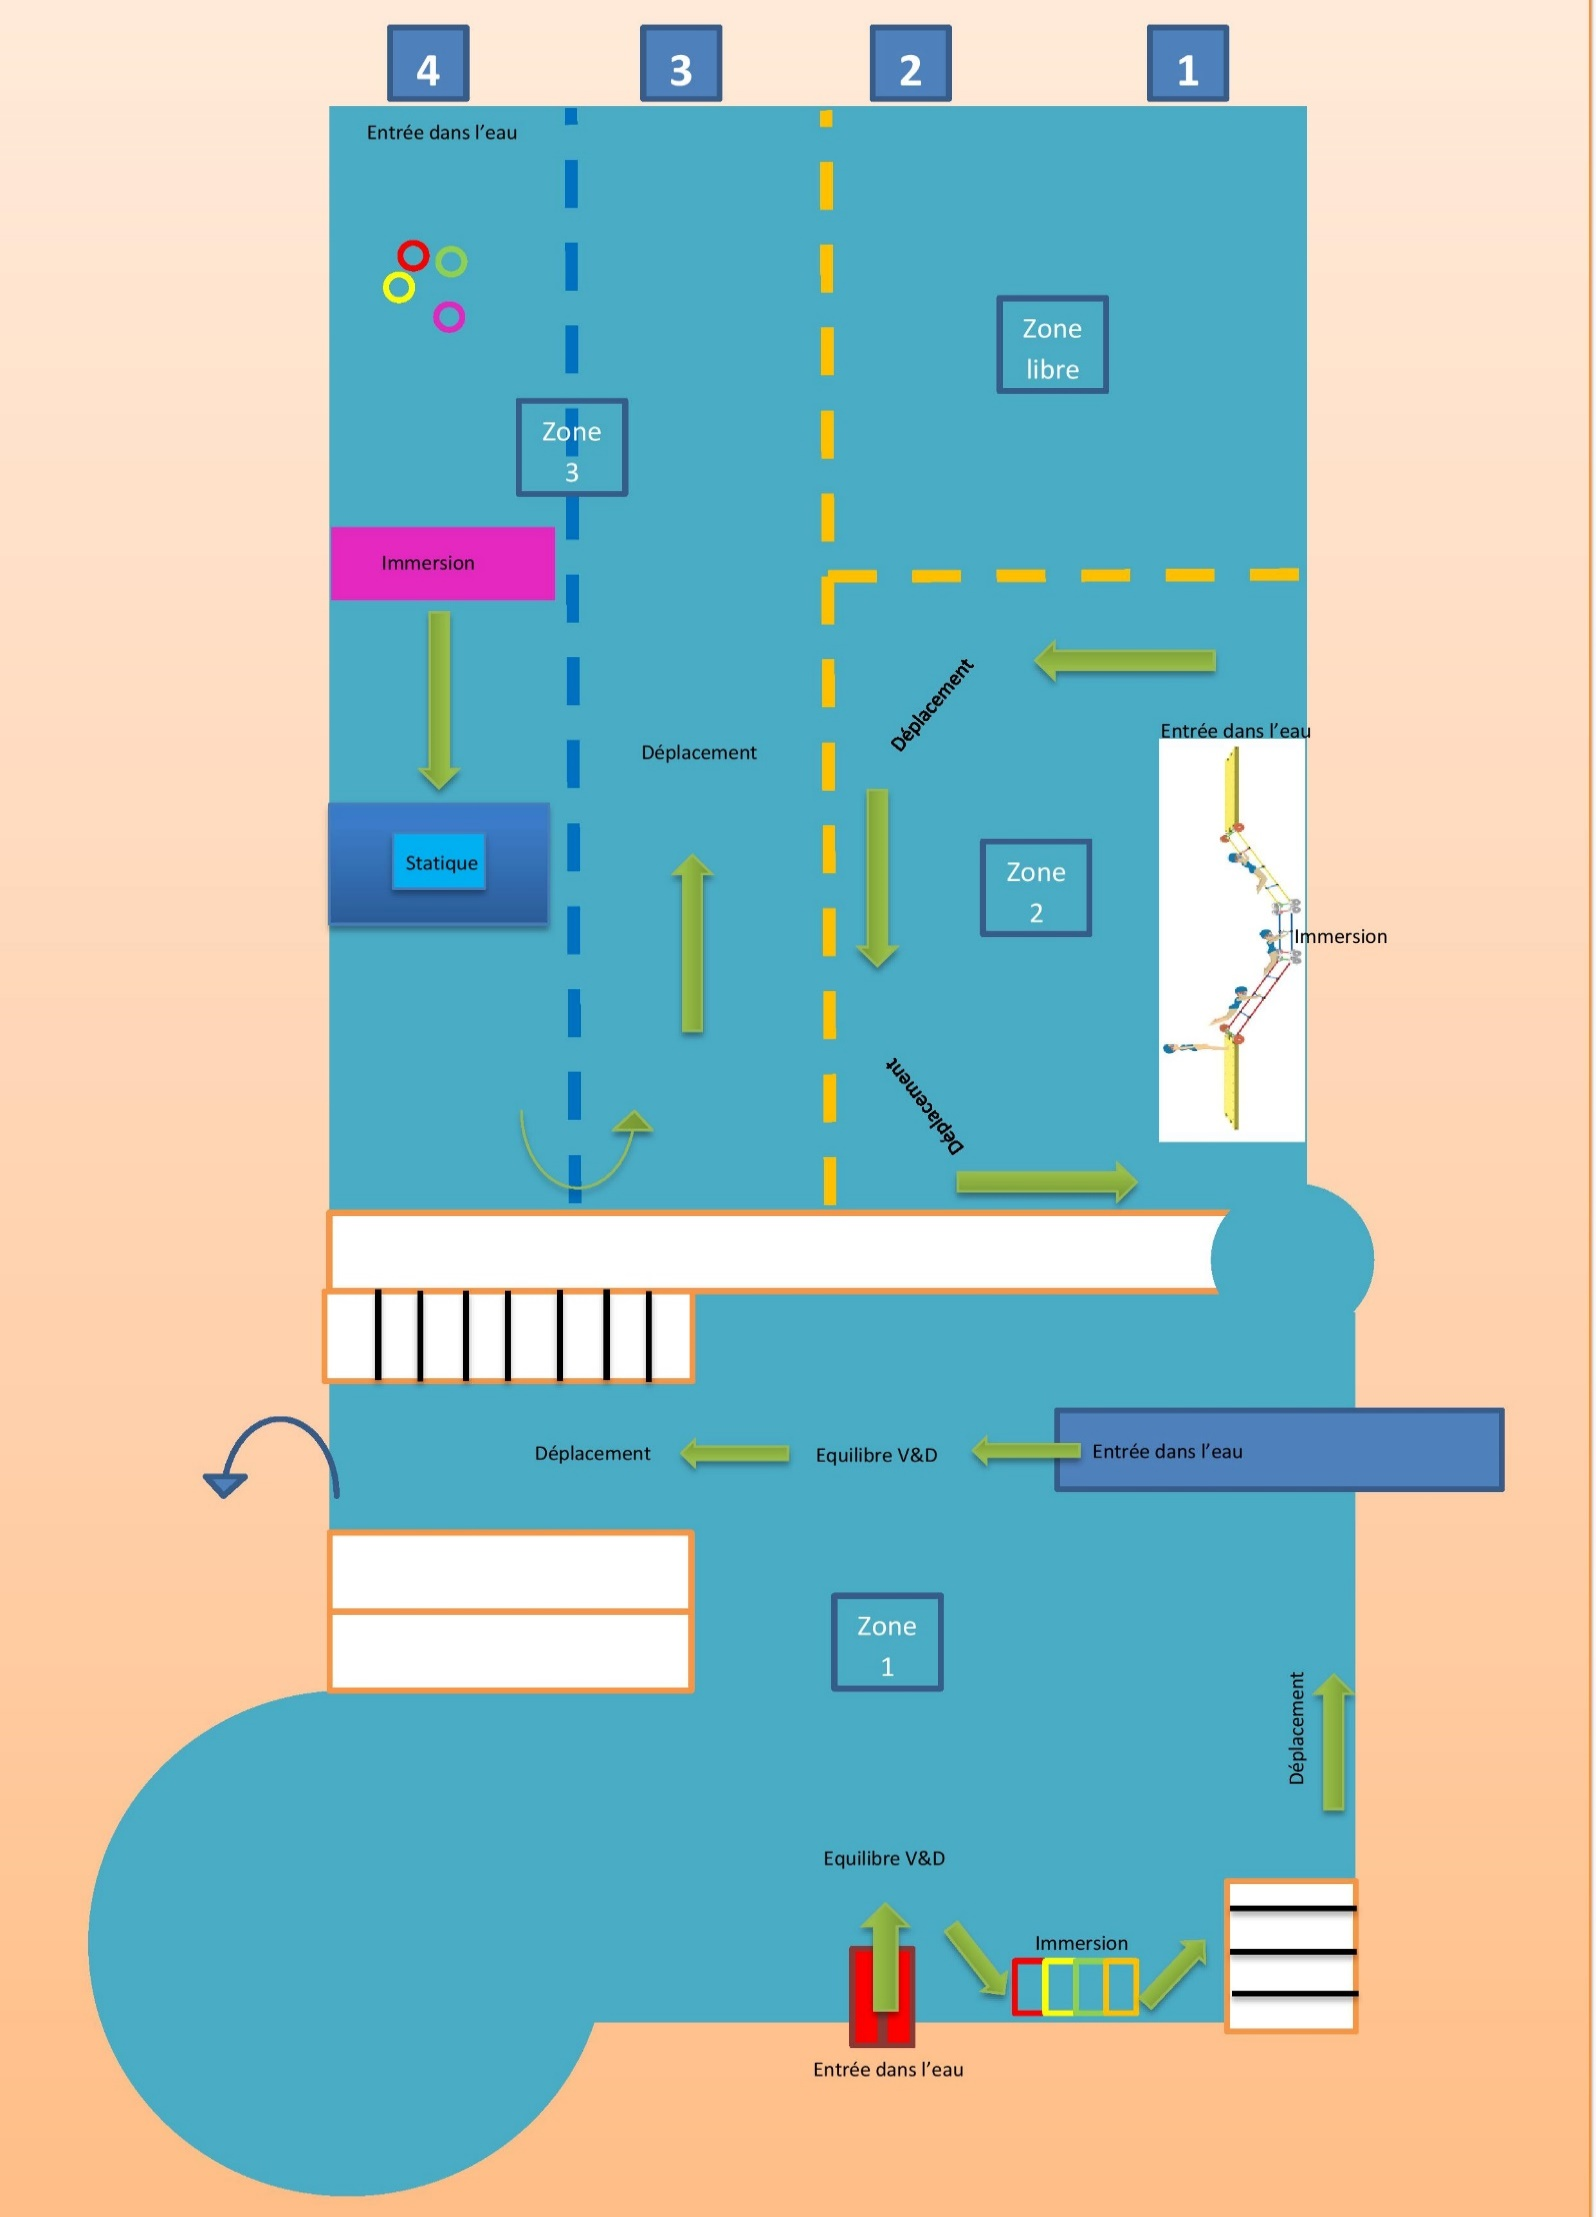 4
3
2
1
Entrée dans l’eau
Zone
libre
Zone
3
Immersion
Déplacement
Déplacement
Entrée dans l’eau
Statique
Zone
2
Immersion
Déplacement
Déplacement
Equilibre V&D
Entrée dans l’eau
Zone
1
Déplacement
Equilibre V&D
Immersion
Entrée dans l’eau